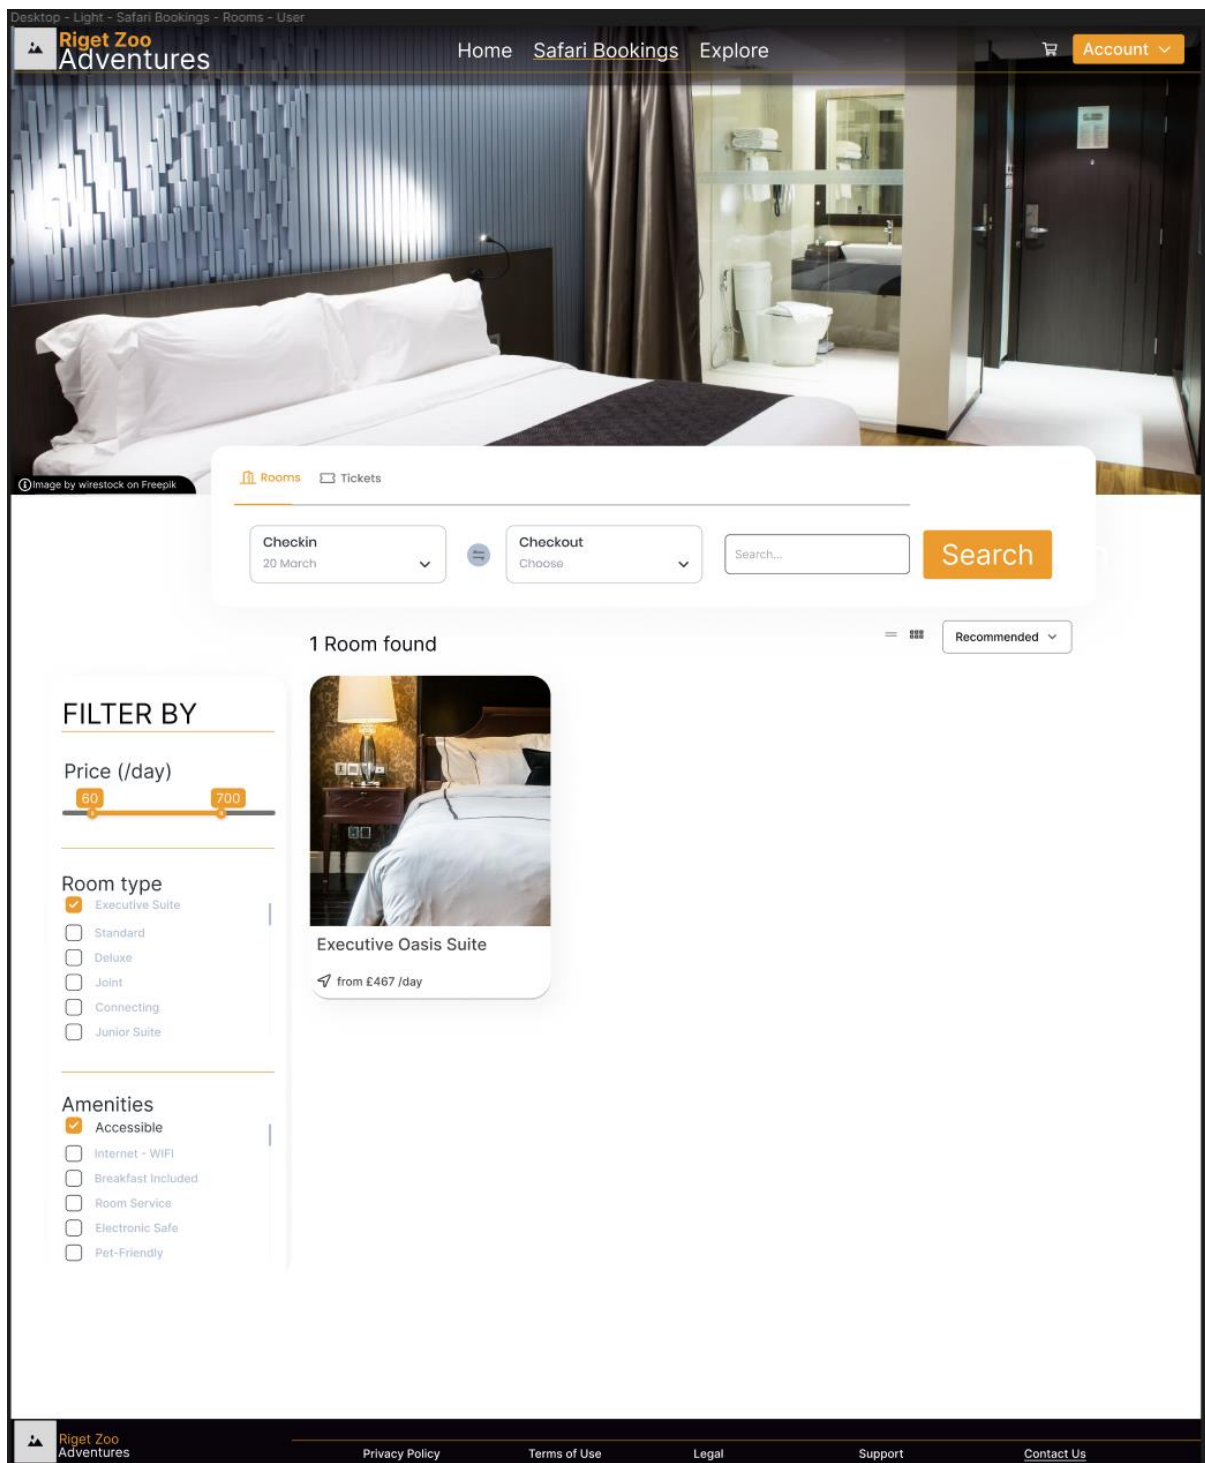 Desktop - Light - Safari Bookings - Rooms - User
Riget Zoo
Adventures
Home Safari Bookings Explore
Account
Image by wirestock on Freepik
Rooms Tickets
Checkin
20 March
Checkout
Choose
Search...
Search
1 Room found
Recommended
FILTER BY
Price (/day)
60 700
Room type
Executive Suite
Standard
Deluxe
Joint
Connecting
Junior Suite
Amenities
Accessible
Internet - WIFI
Breakfast Included
Room Service
Electronic Safe
Pet-Friendly
Executive Oasis Suite
from £467 /day
Riget Zoo
Adventures
Privacy Policy Terms of Use Legal Support Contact Us